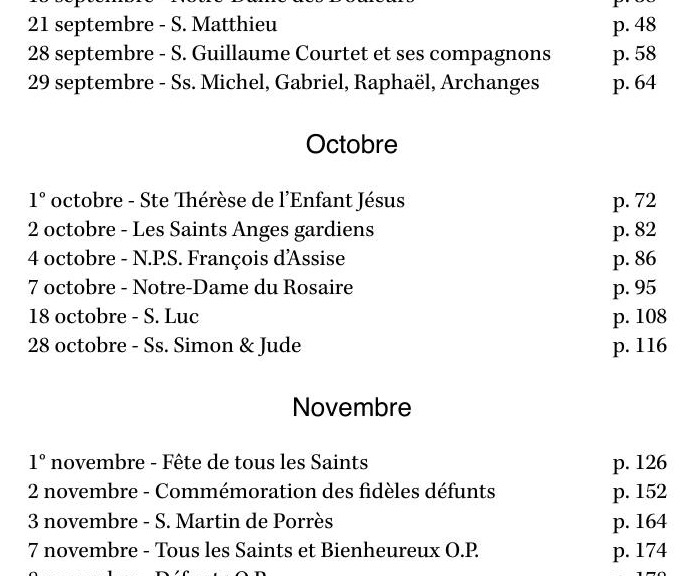 21 septembre - S. Matthieu p. 48
28 septembre - S. Guillaume Courtet et ses compagnons p. 58
29 septembre - Ss. Michel, Gabriel, Raphaël, Archanges p. 64
Octobre
1° octobre - Ste Thérèse de l’Enfant Jésus p. 72
2 octobre - Les Saints Anges gardiens p. 82
4 octobre - N.P.S. François d’Assise p. 86
7 octobre - Notre-Dame du Rosaire p. 95
18 octobre - S. Luc p. 108
28 octobre - Ss. Simon & Jude p. 116
Novembre
1° novembre - Fête de tous les Saints p. 126
2 novembre - Commémoration des fidèles défunts p. 152
3 novembre - S. Martin de Porrès p. 164
7 novembre - Tous les Saints et Bienheureux O.P. p. 174